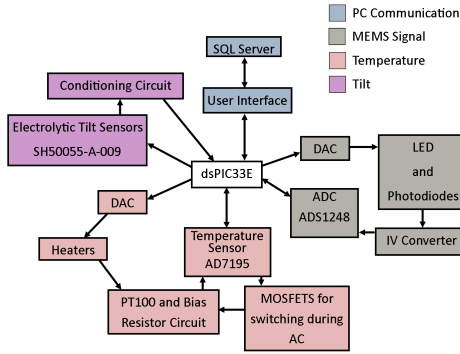 PC Communication
MEMS Signal
Temperature
Tilt
SQL Server
User Interface
Conditioning Circuit
Electrolytic Tilt Sensors
SH50055-A-009
dsPIC33E
DAC
LED
and
Photodiodes
ADC
ADS1248
IV Converter
DAC
Heaters
Temperature
Sensor
AD7195
PT100 and Bias
Resistor Circuit
MOSFETS for
switching during
AC